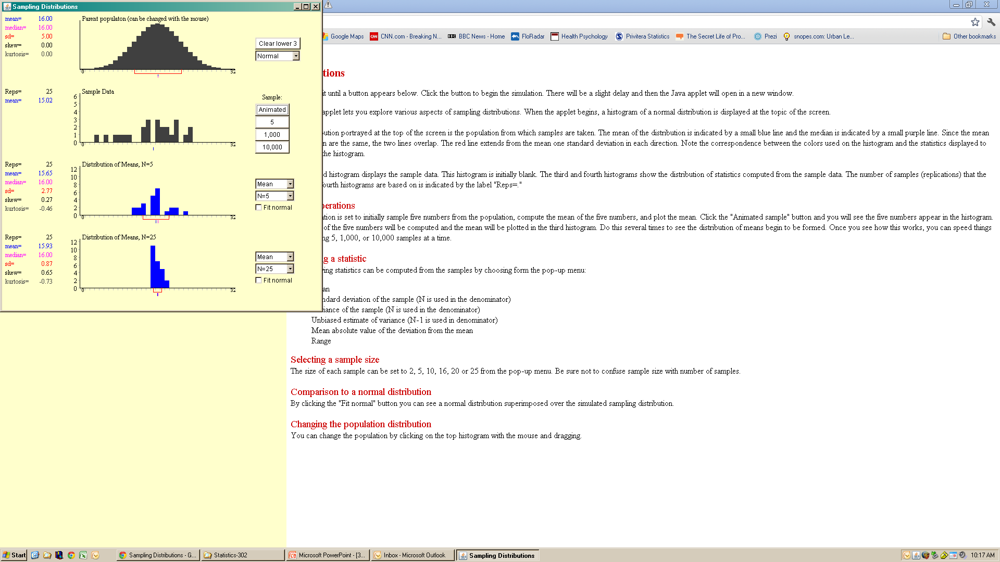 Sampling Distributions
mean= 16.00
median= 16.00
sd= 5.00
skew= 0.00
kurtosis= 0.00
Parent populaton (can be changed with the mouse)
0 32
Clear lower 3
Normal
Reps= 25
mean= 15.02
Sample Data
6
5
4
3
2
1
0
0 32
Sample:
Animated
5
1,000
10,000
Reps= 25
mean= 15.65
median= 16.00
sd= 2.77
skew= 0.27
kurtosis= -0.46
Distribution of Means, N=5
12
10
8
6
4
2
0
0 32
Mean
N=5
Fit normal
Reps= 25
mean= 15.93
median= 16.00
sd= 0.87
skew= 0.65
kurtosis= -0.73
Distribution of Means, N=25
12
10
8
6
4
2
0
0 32
Mean
N=25
Fit normal
Google Maps CNN.com - Breaking N... BBC News - Home FloRadar Health Psychology Privitera Statistics The Secret Life of Pro... Prezi snopes.com: Urban Le... Other bookmarks
tions
it until a button appears below. Click the button to begin the simulation. There will be a slight delay and then the Java applet will open in a new window.
applet lets you explore various aspects of sampling distributions. When the applet begins, a histogram of a normal distribution is displayed at the topic of the screen.
ution portrayed at the top of the screen is the population from which samples are taken. The mean of the distribution is indicated by a small blue line and the median is indicated by a small purple line. Since the mean
n are the same, the two lines overlap. The red line extends from the mean one standard deviation in each direction. Note the correspondence between the colors used on the histogram and the statistics displayed to
the histogram.
d histogram displays the sample data. This histogram is initially blank. The third and fourth histograms show the distribution of statistics computed from the sample data. The number of samples (replications) that the
fourth histograms are based on is indicated by the label "Reps=."
perations
tion is set to initially sample five numbers from the population, compute the mean of the five numbers, and plot the mean. Click the "Animated sample" button and you will see the five numbers appear in the histogram.
of the five numbers will be computed and the mean will be plotted in the third histogram. Do this several times to see the distribution of means begin to be formed. Once you see how this works, you can speed things
ng 5, 1,000, or 10,000 samples at a time.
g a statistic
ving statistics can be computed from the samples by choosing form the pop-up menu:
an
ndard deviation of the sample (N is used in the denominator)
iance of the sample (N is used in the denominator)
Unbiased estimate of variance (N-1 is used in denominator)
Mean absolute value of the deviation from the mean
Range
Selecting a sample size
The size of each sample can be set to 2, 5, 10, 16, 20 or 25 from the pop-up menu. Be sure not to confuse sample size with number of samples.
Comparison to a normal distribution
By clicking the "Fit normal" button you can see a normal distribution superimposed over the simulated sampling distribution.
Changing the population distribution
You can change the population by clicking on the top histogram with the mouse and dragging.
Start Sampling Distributions - G... Statistics-302 Microsoft PowerPoint - [3... Inbox - Microsoft Outlook Sampling Distributions 10:17 AM